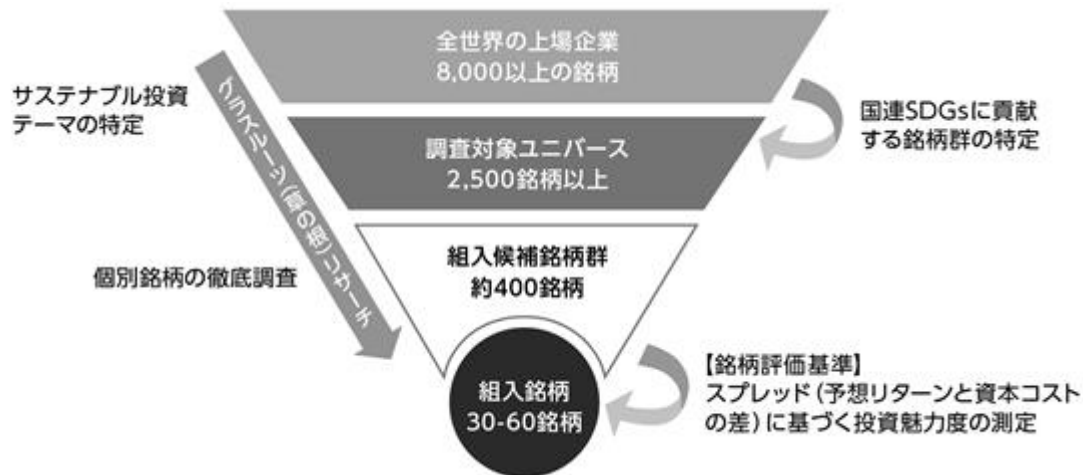 全世界の上場企業
8,000以上の銘柄
サステナブル投資
テーマの特定
グラスルーツ(草の根)リサーチ
国連SDGsに貢献
する銘柄群の特定
調査対象ユニバース
2,500銘柄以上
個別銘柄の徹底調査
組入候補銘柄群
約400銘柄
組入銘柄
30-60銘柄
【銘柄評価基準】
スプレッド(予想リターンと資本コスト
の差)に基づく投資魅力度の測定